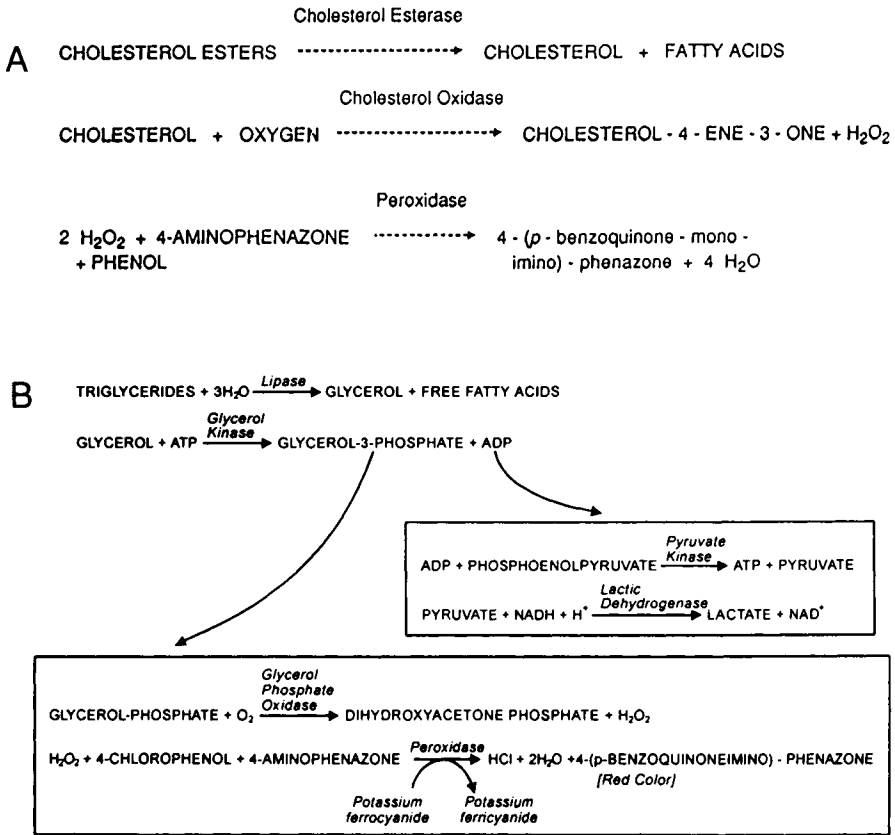 A
Cholesterol Esterase
CHOLESTEROL ESTERS → CHOLESTEROL + FATTY ACIDS
Cholesterol Oxidase
CHOLESTEROL + OXYGEN → CHOLESTEROL - 4 - ENE - 3 - ONE + H₂O₂
Peroxidase
2 H₂O₂ + 4-AMINOPHENAZONE → 4 - (p - benzoquinone - mono -
+ PHENOL imino) - phenazone + 4 H₂O
B
TRIGLYCERIDES + 3H₂O Lipase → GLYCEROL + FREE FATTY ACIDS
Glycerol
Kinase
GLYCEROL + ATP → GLYCEROL-3-PHOSPHATE + ADP
Pyruvate
Kinase
ADP + PHOSPHOENOLPYRUVATE → ATP + PYRUVATE
Lactic
Dehydrogenase
PYRUVATE + NADH + H⁺ → LACTATE + NAD⁺
Glycerol
Phosphate
Oxidase
GLYCEROL-PHOSPHATE + O₂ → DIHYDROXYACETONE PHOSPHATE + H₂O₂
Peroxidase
H₂O₂ + 4-CHLOROPHENOL + 4-AMINOPHENAZONE → HCl + 2H₂O +4-(p-BENZOQUINONEIMINO) - PHENAZONE
[Red Color]
Potassium Potassium
ferrocyanide ferricyanide